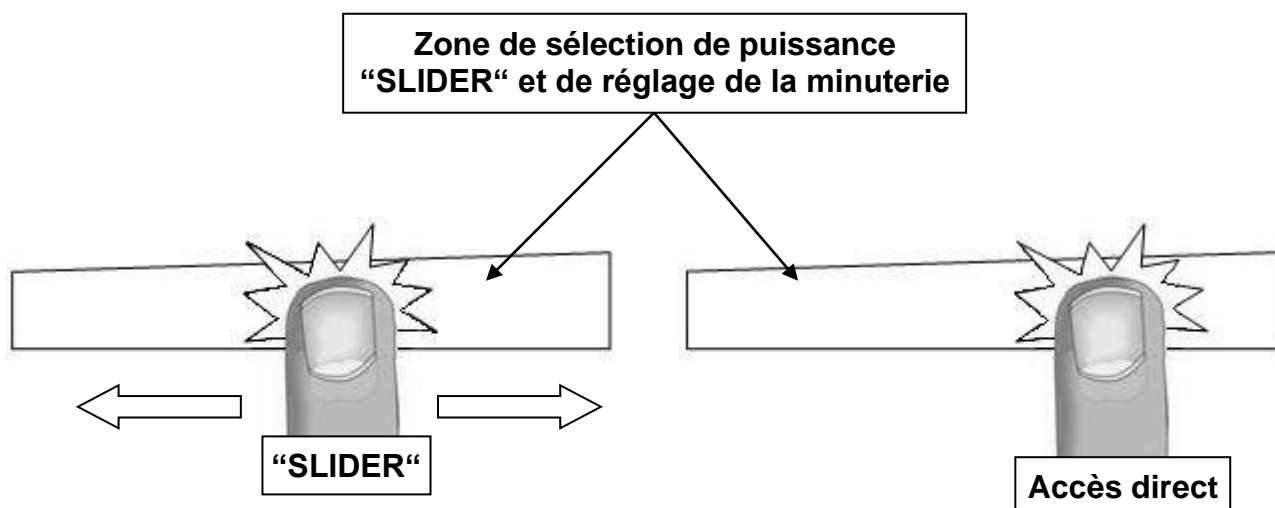 Zone de sélection de puissance
“SLIDER“ et de réglage de la minuterie
“SLIDER“
Accès direct